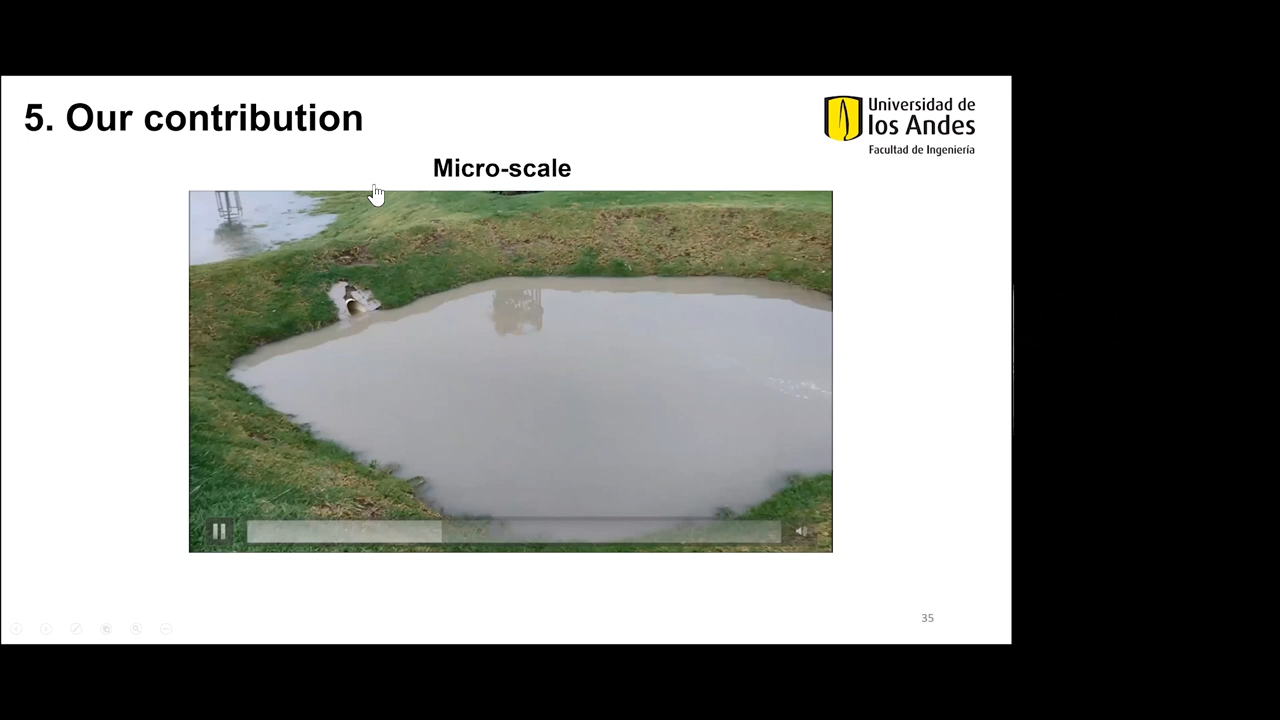 5. Our contribution
Universidad de
los Andes
Facultad de Ingeniería
Micro-scale
35